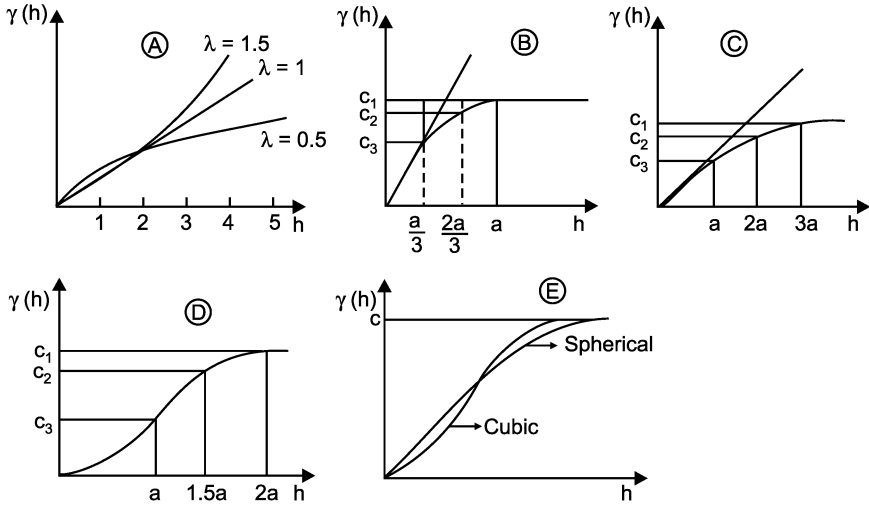 γ (h)
A
λ = 1.5
λ = 1
λ = 0.5
1 2 3 4 5 h
γ (h)
B
c₁
c₂
c₃
a/3 2a/3 a h
γ (h)
C
c₁
c₂
c₃
a 2a 3a h
γ (h)
D
c₁
c₂
c₃
a 1.5a 2a h
γ (h)
E
c
Spherical
Cubic
h